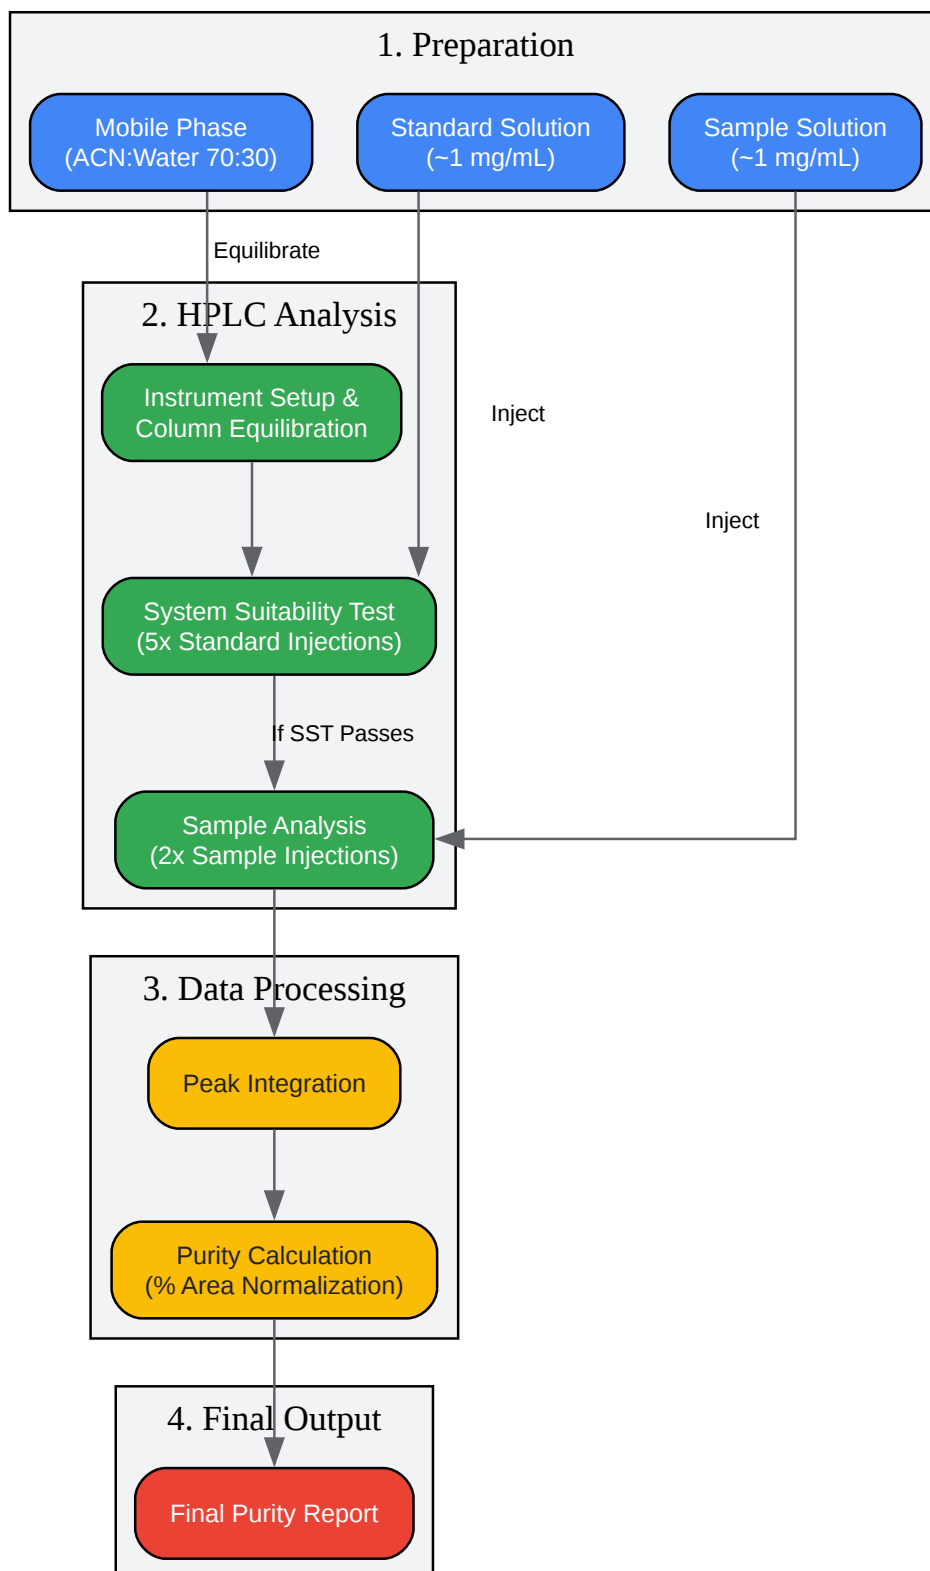 1. Preparation
Mobile Phase
(ACN:Water 70:30)
Standard Solution
(~1 mg/mL)
Sample Solution
(~1 mg/mL)
Equilibrate
2. HPLC Analysis
Instrument Setup &
Column Equilibration
Inject
Inject
System Suitability Test
(5x Standard Injections)
If SST Passes
Sample Analysis
(2x Sample Injections)
3. Data Processing
Peak Integration
Purity Calculation
(% Area Normalization)
4. Final Output
Final Purity Report